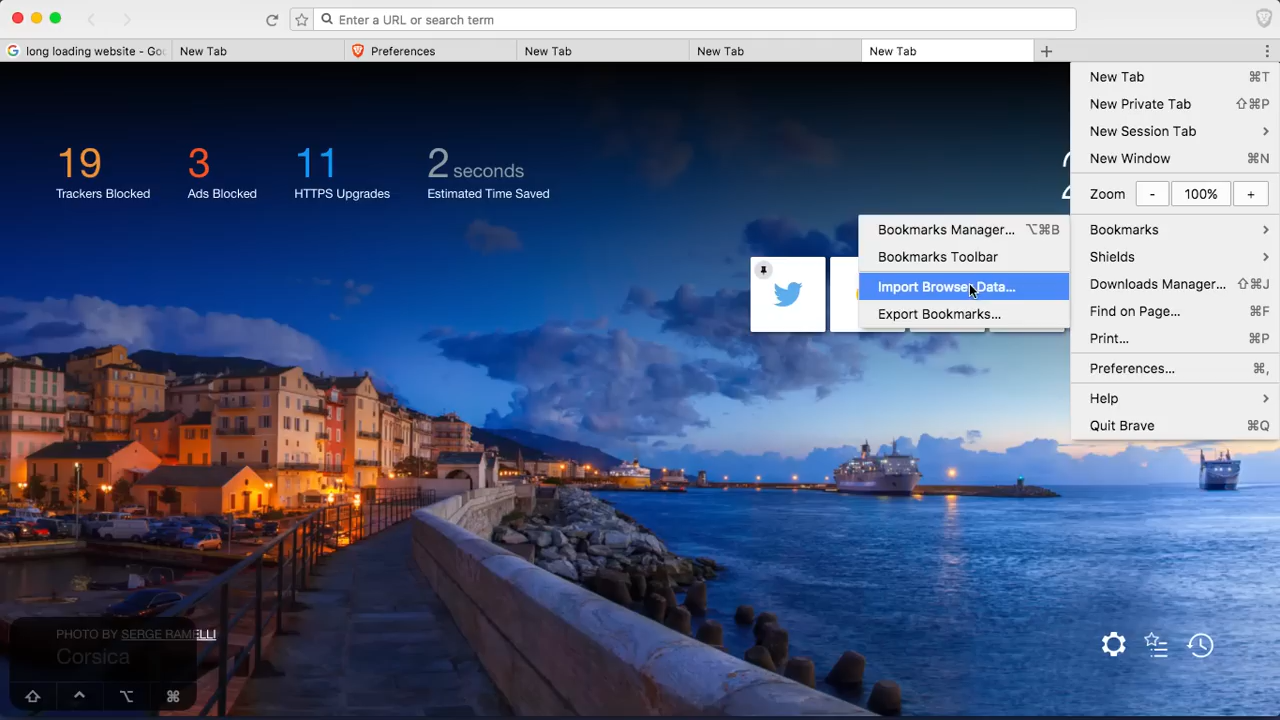 Enter a URL or search term
long loading website - Goo
New Tab
Preferences
New Tab
New Tab
New Tab
19
Trackers Blocked
3
Ads Blocked
11
HTTPS Upgrades
2 seconds
Estimated Time Saved
New Tab ⌘T
New Private Tab ⇧⌘P
New Session Tab
New Window ⌘N
Zoom - 100% +
Bookmarks
Shields
Downloads Manager... ⇧⌘J
Find on Page... ⌘F
Print... ⌘P
Preferences... ⌘,
Help
Quit Brave ⌘Q
Bookmarks Manager... ⌥⌘B
Bookmarks Toolbar
Import Browser Data...
Export Bookmarks...
PHOTO BY SERGE RAMELLI
Corsica
⇧ ^ ⌥ ⌘